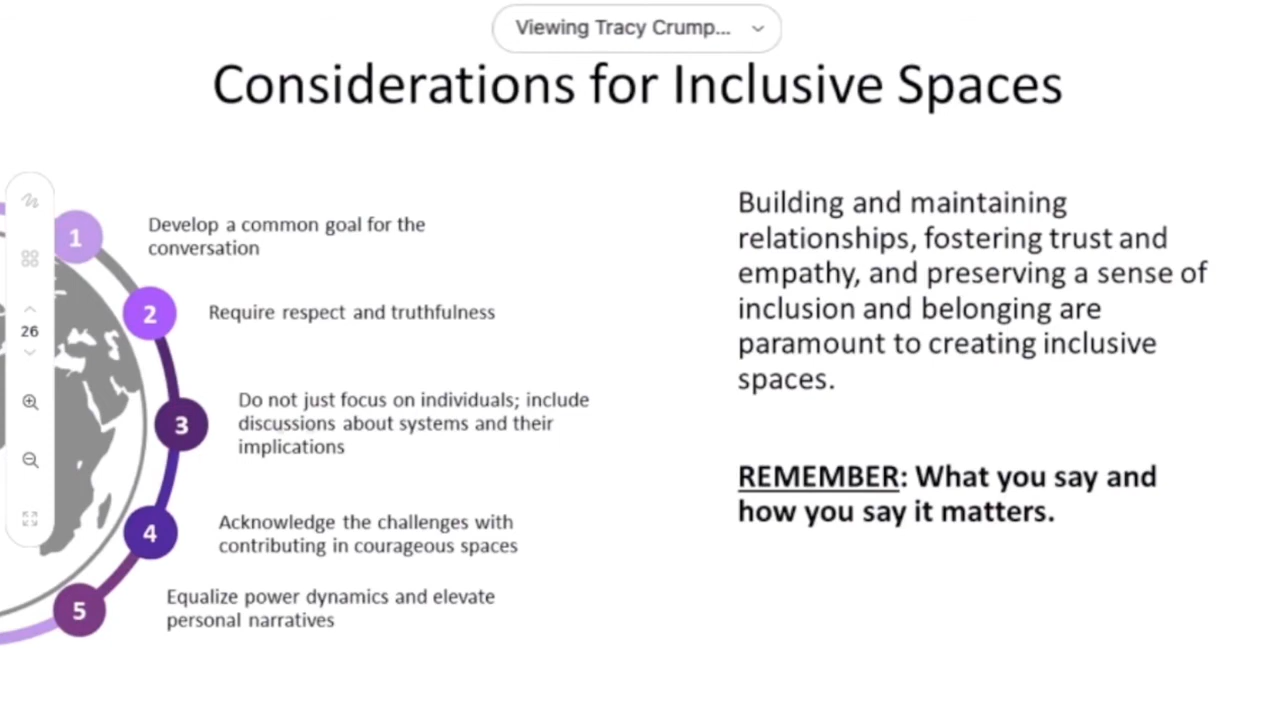 Viewing Tracy Crump...
Considerations for Inclusive Spaces
1
Develop a common goal for the
conversation
2
Require respect and truthfulness
3
Do not just focus on individuals; include
discussions about systems and their
implications
4
Acknowledge the challenges with
contributing in courageous spaces
5
Equalize power dynamics and elevate
personal narratives
26
Building and maintaining
relationships, fostering trust and
empathy, and preserving a sense of
inclusion and belonging are
paramount to creating inclusive
spaces.
REMEMBER: What you say and
how you say it matters.